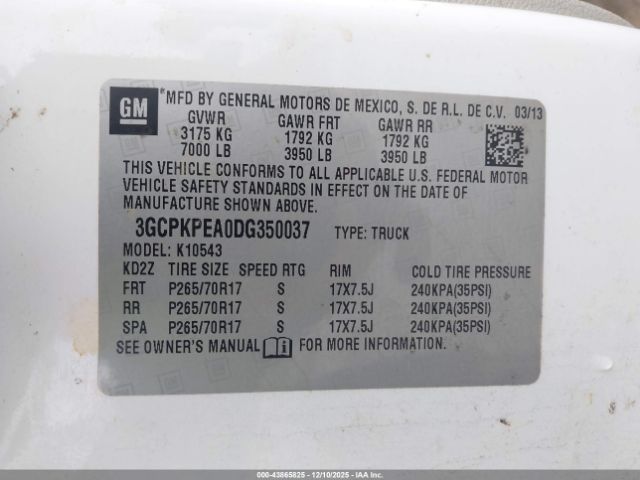 GM
*MFD BY GENERAL MOTORS DE MEXICO, S. DE R.L. DE C.V. 03/13
GVWR GAWR FRT GAWR RR
3175 KG 1792 KG 1792 KG
7000 LB 3950 LB 3950 LB
THIS VEHICLE CONFORMS TO ALL APPLICABLE U.S. FEDERAL MOTOR
VEHICLE SAFETY STANDARDS IN EFFECT ON THE DATE OF
MANUFACTURE SHOWN ABOVE.
3GCPKPEA0DG350037 TYPE: TRUCK
MODEL: K10543
KD2Z TIRE SIZE SPEED RTG RIM COLD TIRE PRESSURE
FRT P265/70R17 S 17X7.5J 240KPA(35PSI)
RR P265/70R17 S 17X7.5J 240KPA(35PSI)
SPA P265/70R17 S 17X7.5J 240KPA(35PSI)
SEE OWNER'S MANUAL FOR MORE INFORMATION.
000-43865825 - 12/10/2025 - IAAI.COM